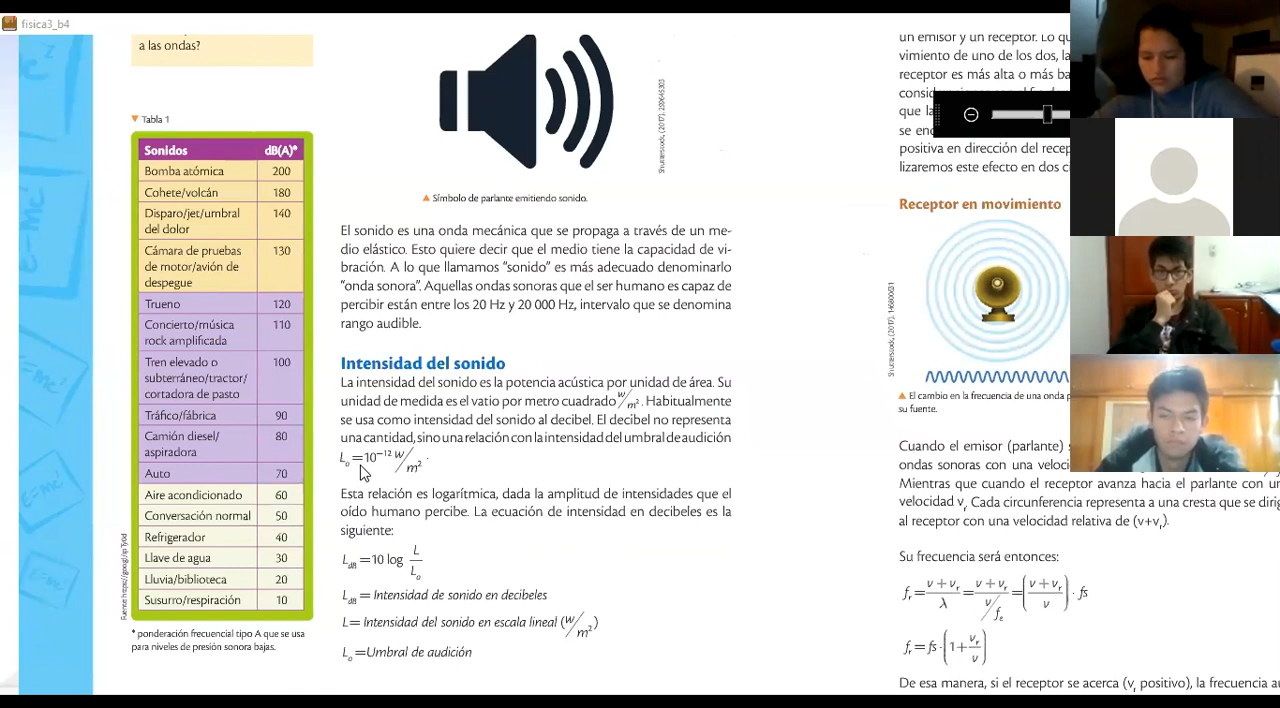 fisica3_b4
a las ondas?
Tabla 1
Sonidos dB(A)*
Bomba atómica 200
Cohete/volcán 180
Disparo/jet/umbral
del dolor 140
Cámara de pruebas
de motor/avión de
despegue 130
Trueno 120
Concierto/música
rock amplificada 110
Tren elevado o
subterráneo/tractor/
cortadora de pasto 100
Tráfico/fábrica 90
Camión diesel/
aspiradora 80
Auto 70
Aire acondicionado 60
Conversación normal 50
Refrigerador 40
Llave de agua 30
Lluvia/biblioteca 20
Susurro/respiración 10
* ponderación frecuencial tipo A que se usa
para niveles de presión sonora bajas.
Símbolo de parlante emitiendo sonido.
El sonido es una onda mecánica que se propaga a través de un me-
dio elástico. Esto quiere decir que el medio tiene la capacidad de vi-
bración. A lo que llamamos “sonido” es más adecuado denominarlo
“onda sonora”. Aquellas ondas sonoras que el ser humano es capaz de
percibir están entre los 20 Hz y 20 000 Hz, intervalo que se denomina
rango audible.
Intensidad del sonido
La intensidad del sonido es la potencia acústica por unidad de área. Su
unidad de medida es el vatio por metro cuadrado w/m². Habitualmente
se usa como intensidad del sonido al decibel. El decibel no representa
una cantidad, sino una relación con la intensidad del umbral de audición
L₀=10⁻¹² w/m² .
Esta relación es logarítmica, dada la amplitud de intensidades que el
oído humano percibe. La ecuación de intensidad en decibeles es la
siguiente:
L_dB=10 log L/L₀
L_dB= Intensidad de sonido en decibeles
L= Intensidad del sonido en escala lineal (w/m²)
L₀=Umbral de audición
un emisor y un receptor. Lo qu
vimiento de uno de los dos, la
receptor es más alta o más ba
que la
se en
positiva en dirección del recep
lizaremos este efecto en dos c
Receptor en movimiento
El cambio en la frecuencia de una onda p
su fuente.
Cuando el emisor (parlante) s
ondas sonoras con una veloci
Mientras que cuando el receptor avanza hacia el parlante con un
velocidad vᵣ. Cada circunferencia representa a una cresta que se dirig
al receptor con una velocidad relativa de (v+vᵣ).
Su frecuencia será entonces:
fᵣ=(v+vᵣ)/λ=(v+vᵣ)/(v/fₑ)=((v+vᵣ)/v)·fs
fᵣ=fs·(1+vᵣ/v)
De esa manera, si el receptor se acerca (vᵣ positivo), la frecuencia au